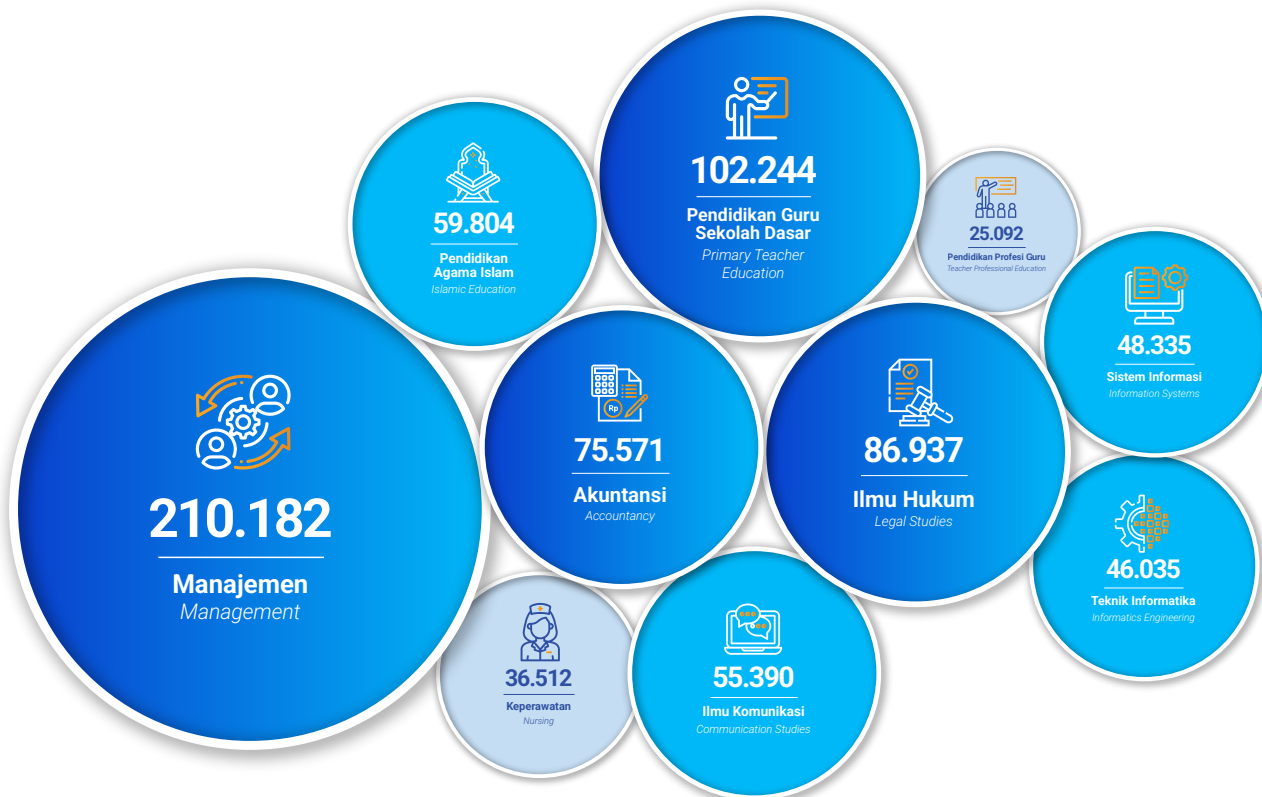 102.244
Pendidikan Guru
Sekolah Dasar
Primary Teacher
Education
59.804
Pendidikan
Agama Islam
Islamic Education
25.092
Pendidikan Profesi Guru
Teacher Professional Education
48.335
Sistem Informasi
Information Systems
210.182
Manajemen
Management
Rp
75.571
Akuntansi
Accountancy
86.937
Ilmu Hukum
Legal Studies
46.035
Teknik Informatika
Informatics Engineering
36.512
Keperawatan
Nursing
55.390
Ilmu Komunikasi
Communication Studies